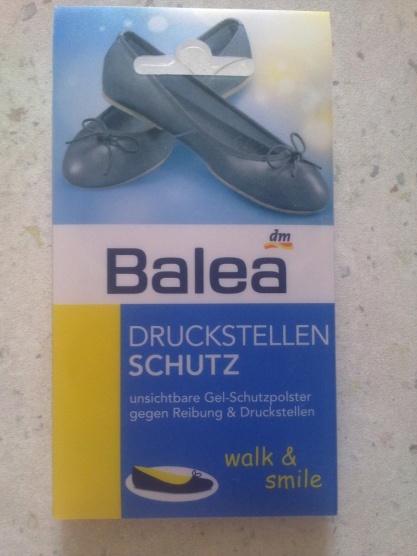 dm
Balea
DRUCKSTELLEN
SCHUTZ
unsichtbare Gel-Schutzpolster
gegen Reibung & Druckstellen
walk &
smile